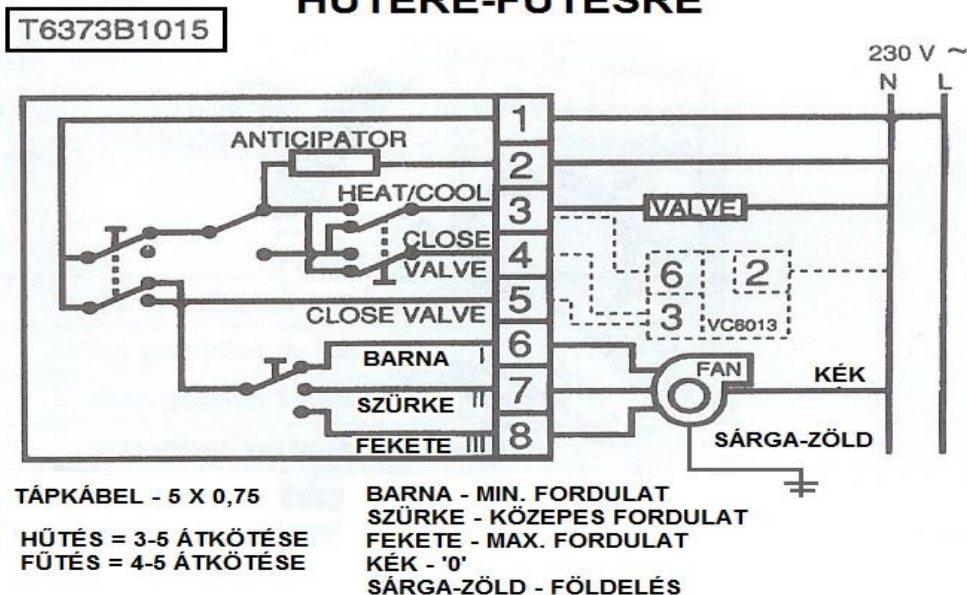 HŰTÉRE-FŰTÉSRE
T6373B1015
230 V ~
N L
1
ANTICIPATOR
2
HEAT/COOL
3
VALVE
CLOSE
VALVE
4
6
2
5
CLOSE VALVE
3
VC6013
6
BARNA I
FAN
KÉK
7
SZÜRKE II
8
FEKETE III
SÁRGA-ZÖLD
TÁPKÁBEL - 5 X 0,75
HŰTÉS = 3-5 ÁTKÖTÉSE
FŰTÉS = 4-5 ÁTKÖTÉSE
BARNA - MIN. FORDULAT
SZÜRKE - KÖZEPES FORDULAT
FEKETE - MAX. FORDULAT
KÉK - '0'
SÁRGA-ZÖLD - FÖLDELÉS